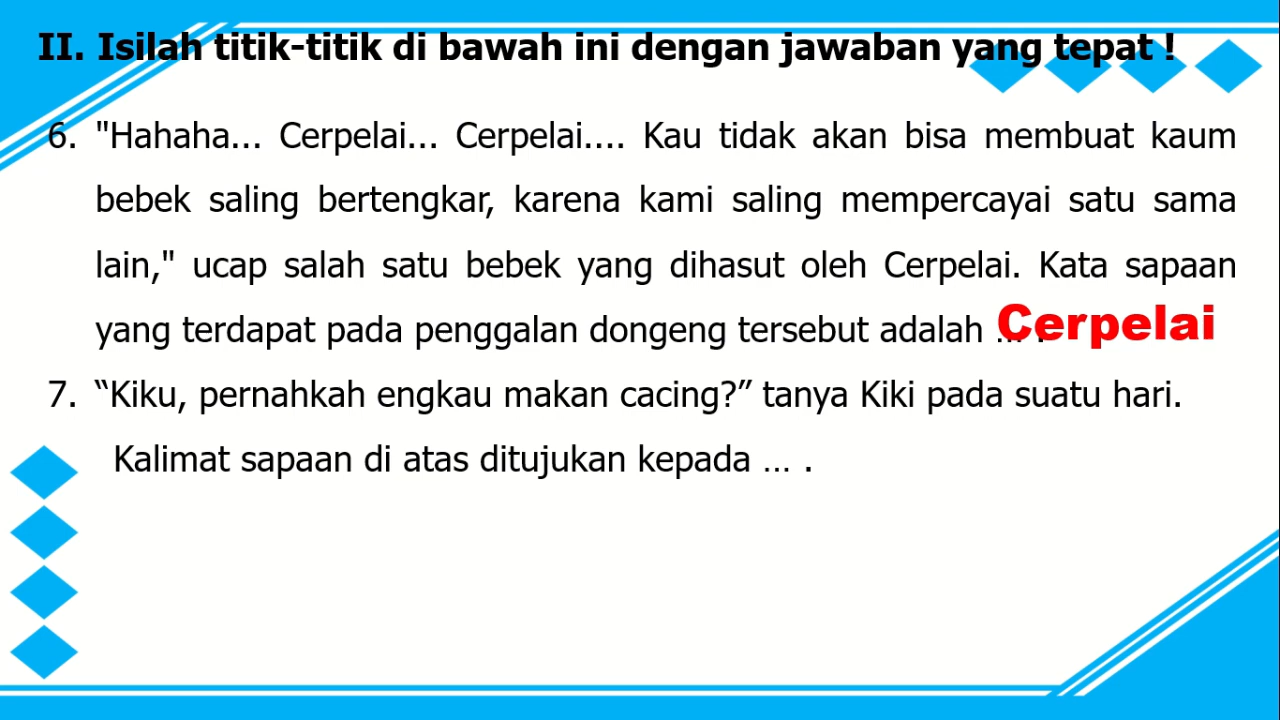 II. Isilah titik-titik di bawah ini dengan jawaban yang tepat !
6. "Hahaha... Cerpelai... Cerpelai.... Kau tidak akan bisa membuat kaum
bebek saling bertengkar, karena kami saling mempercayai satu sama
lain," ucap salah satu bebek yang dihasut oleh Cerpelai. Kata sapaan
yang terdapat pada penggalan dongeng tersebut adalah ... . Cerpelai
7. “Kiku, pernahkah engkau makan cacing?” tanya Kiki pada suatu hari.
Kalimat sapaan di atas ditujukan kepada ... .